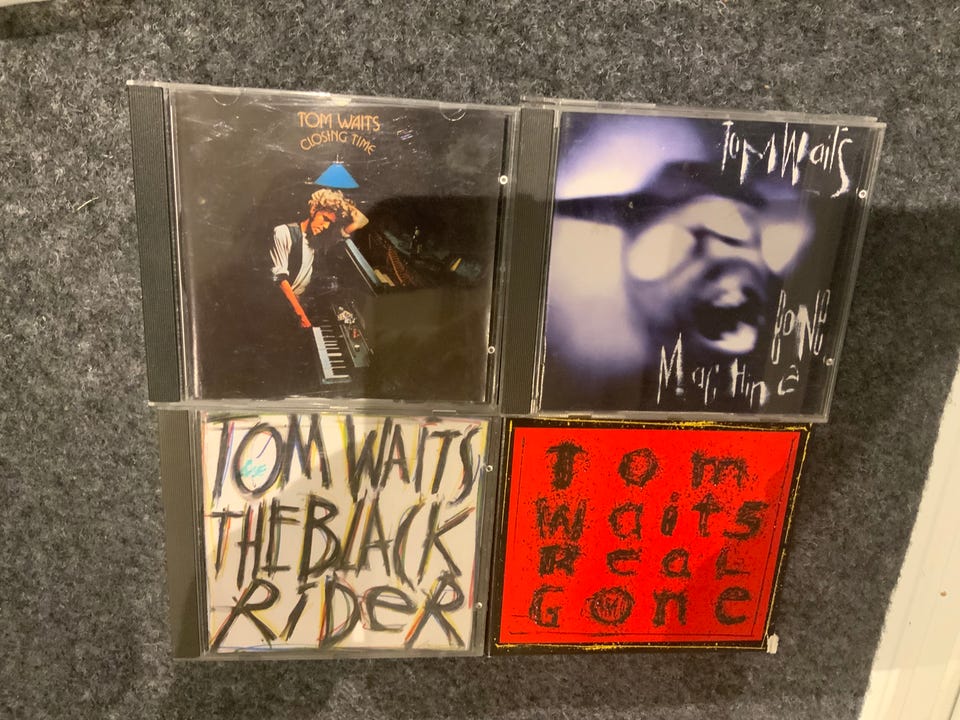 TOM WAITS
CLOSING TIME
Tom Waits
BONE
Machine
TOM WAITS
THE BLACK
RiDeR
Tom
Waits
Real
Gone